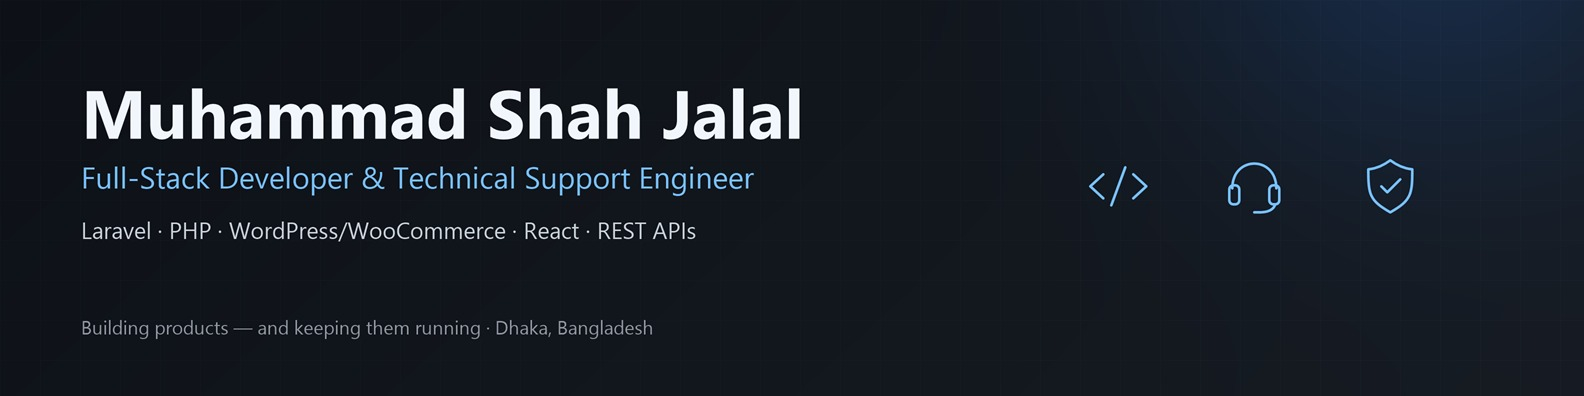 Muhammad Shah Jalal
Full-Stack Developer & Technical Support Engineer
Laravel · PHP · WordPress/WooCommerce · React · REST APIs
Building products — and keeping them running · Dhaka, Bangladesh